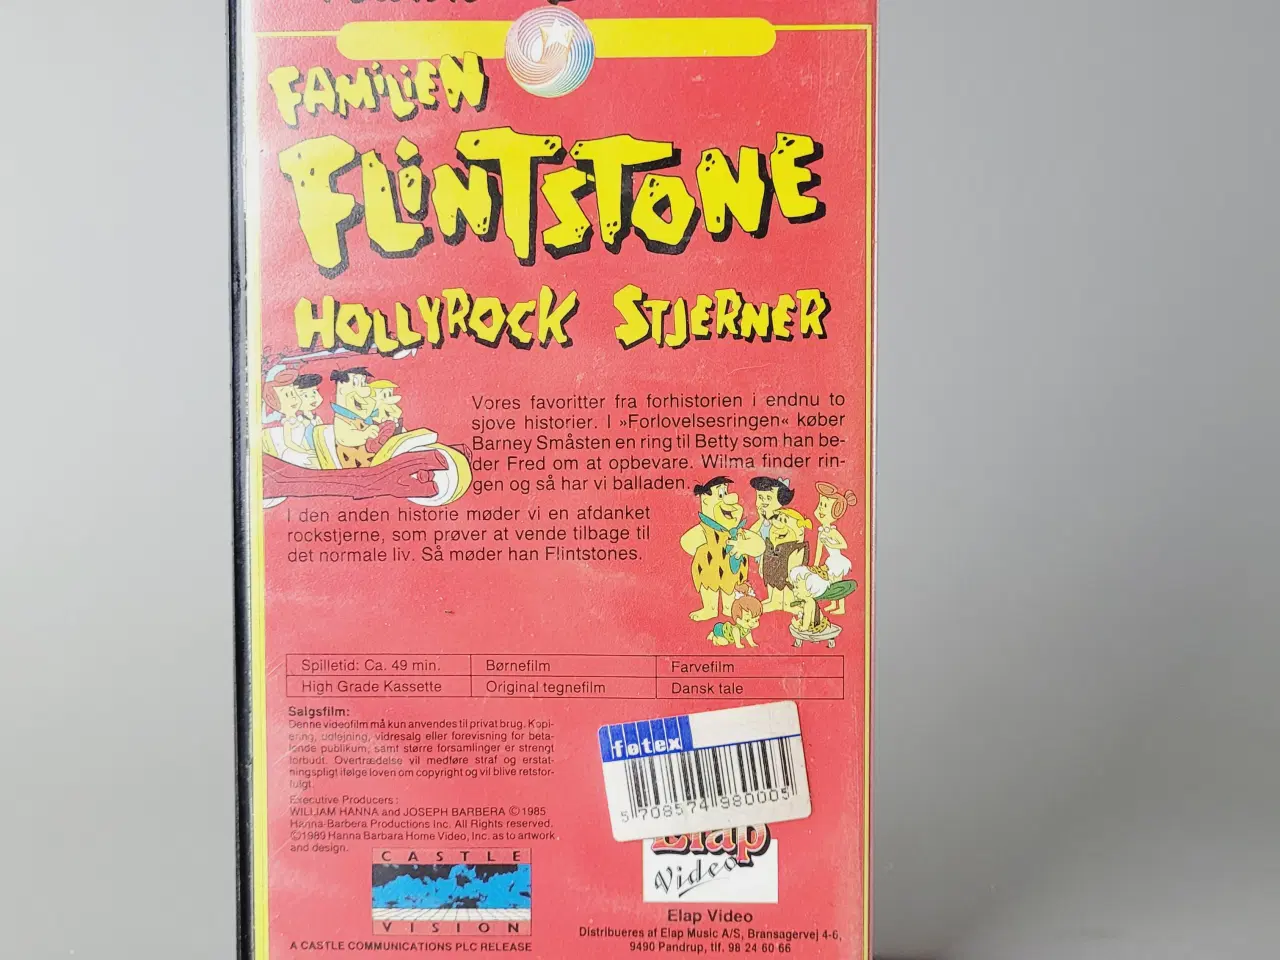 FAMILIEN
FLINTSTONE
HOLLYROCK STJERNER
Vores favoritter fra forhistorien i endnu to
sjove historier. I »Forlovelsesringen« køber
Barney Småsten en ring til Betty som han be-
der Fred om at opbevare. Wilma finder rin-
gen og så har vi balladen.
I den anden historie møder vi en afdanket
rockstjerne, som prøver at vende tilbage til
det normale liv. Så møder han Flintstones.
Spilletid: Ca. 49 min. Børnefilm Farvefilm
High Grade Kassette Original tegnefilm Dansk tale
Salgsfilm:
Denne videofilm må kun anvendes til privat brug. Kopi-
ering, udlejning, vidresalg eller forevisning for beta-
lende publikum, samt større forsamlinger er strengt
forbudt. Overtrædelse vil medføre straf og erstat-
ningspligt ifølge loven om copyright og vil blive retsfor-
fulgt.
Executive Producers:
WILLIAM HANNA and JOSEPH BARBERA © 1985
Hanna-Barbera Productions Inc. All Rights reserved.
©1989 Hanna Barbara Home Video, Inc. as to artwork
and design.
CASTLE
VISION
A CASTLE COMMUNICATIONS PLC RELEASE
føtex
5 708574 980005
Elap
Video
Elap Video
Distribueres af Elap Music A/S, Bransagervej 4-6,
9490 Pandrup, tlf. 98 24 60 66